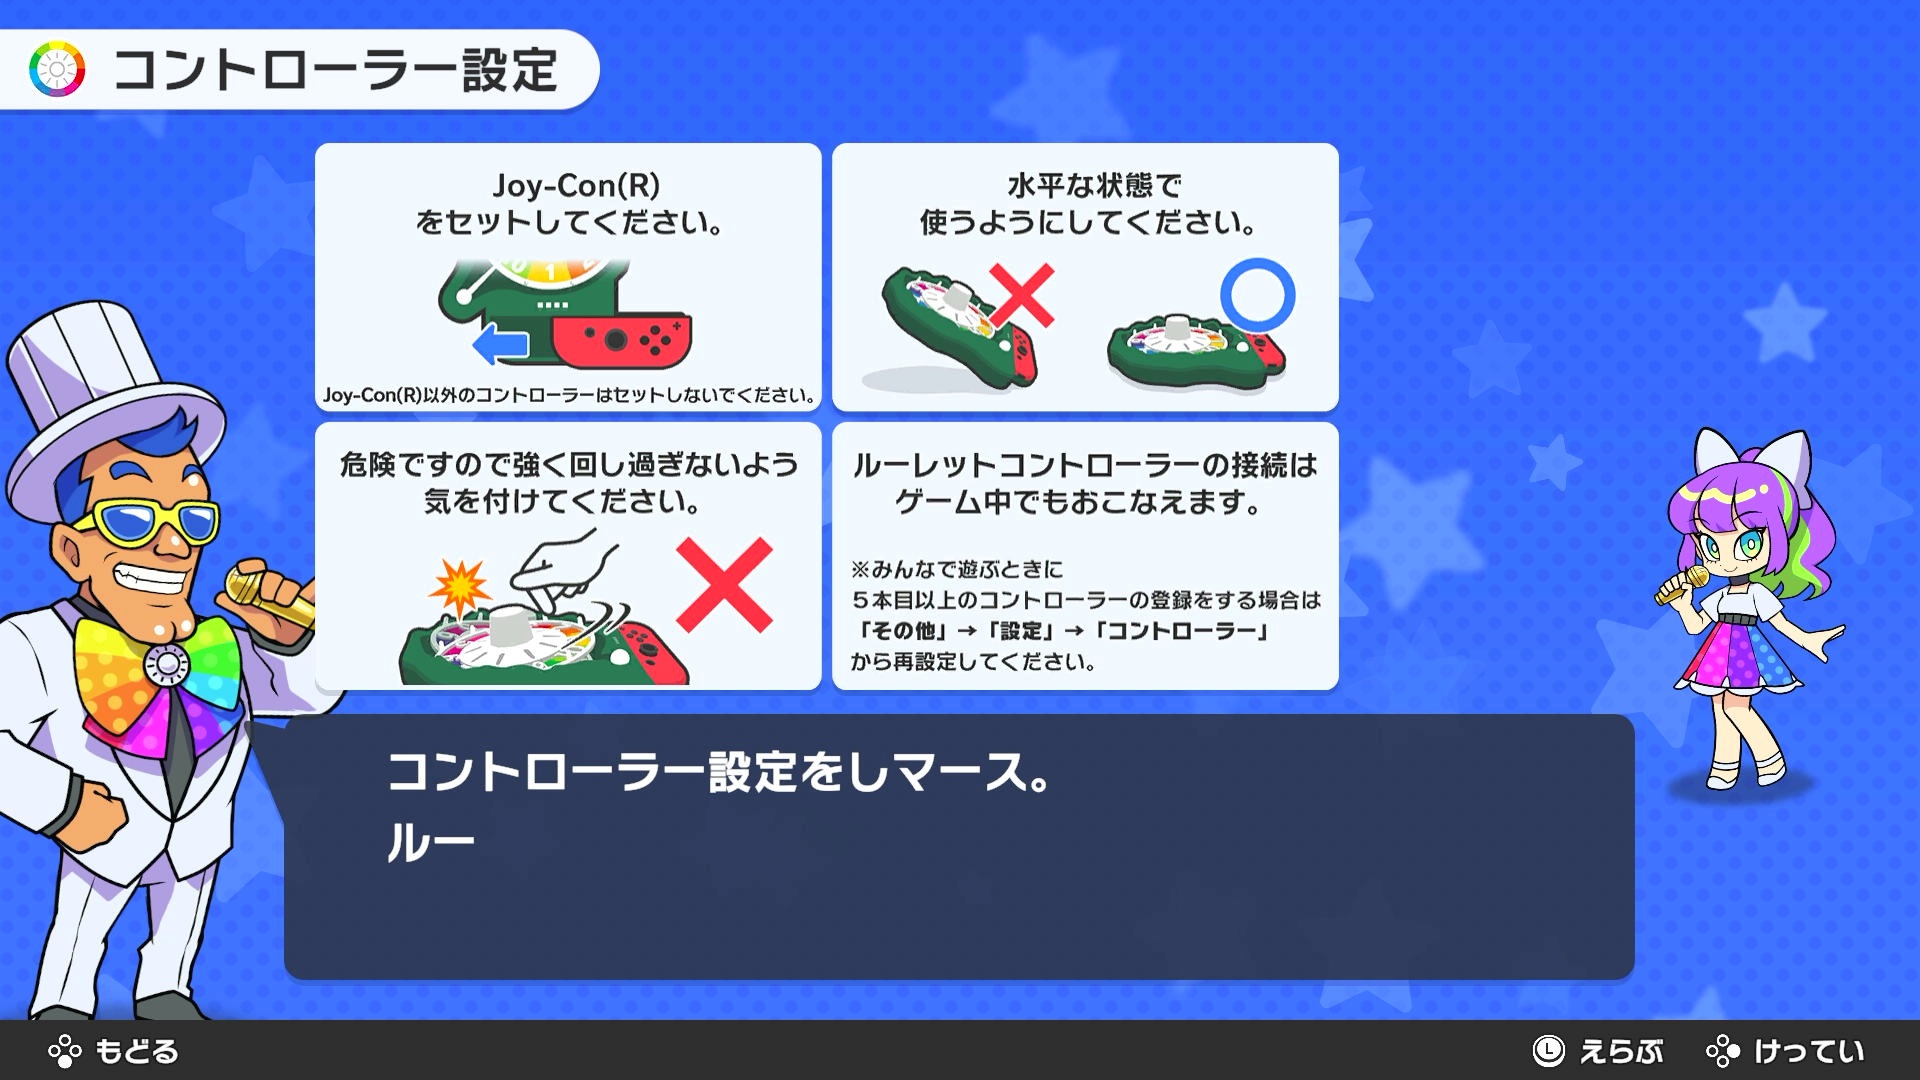 コントローラー設定
Joy-Con(R)
をセットしてください。
Joy-Con(R)以外のコントローラーはセットしないでください。
水平な状態で
使うようにしてください。
危険ですので強く回し過ぎないよう
気を付けてください。
ルーレットコントローラーの接続は
ゲーム中でもおこなえます。
※みんなで遊ぶときに
５本目以上のコントローラーの登録をする場合は
「その他」→「設定」→「コントローラー」
から再設定してください。
コントローラー設定をしマース。
ルー
もどる
L えらぶ
けってい